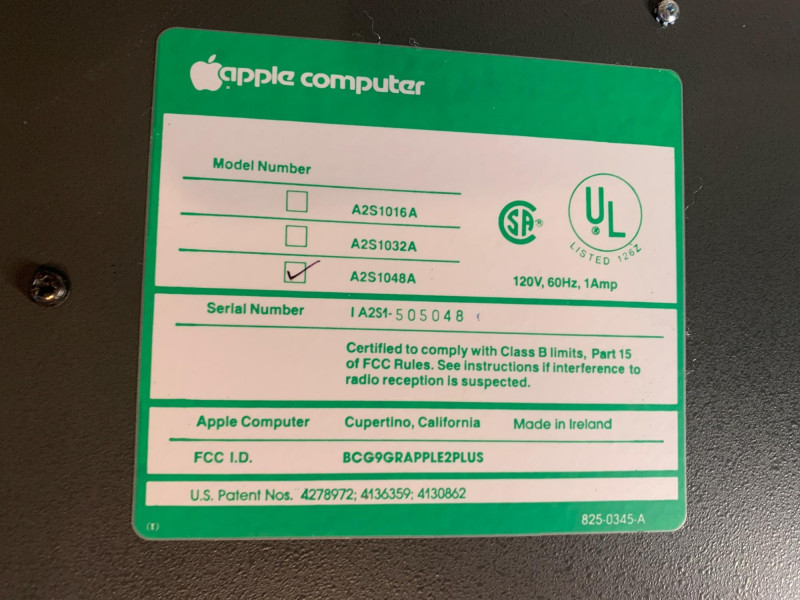 apple computer
Model Number
A2S1016A
A2S1032A
A2S1048A
SA®
UL
®
LISTED 126Z
120V, 60Hz, 1Amp
Serial Number I A2S1-505048
Certified to comply with Class B limits, Part 15
of FCC Rules. See instructions if interference to
radio reception is suspected.
Apple Computer Cupertino, California Made in Ireland
FCC I.D. BCG9GRAPPLE2PLUS
U.S. Patent Nos. 4278972; 4136359; 4130862
825-0345-A